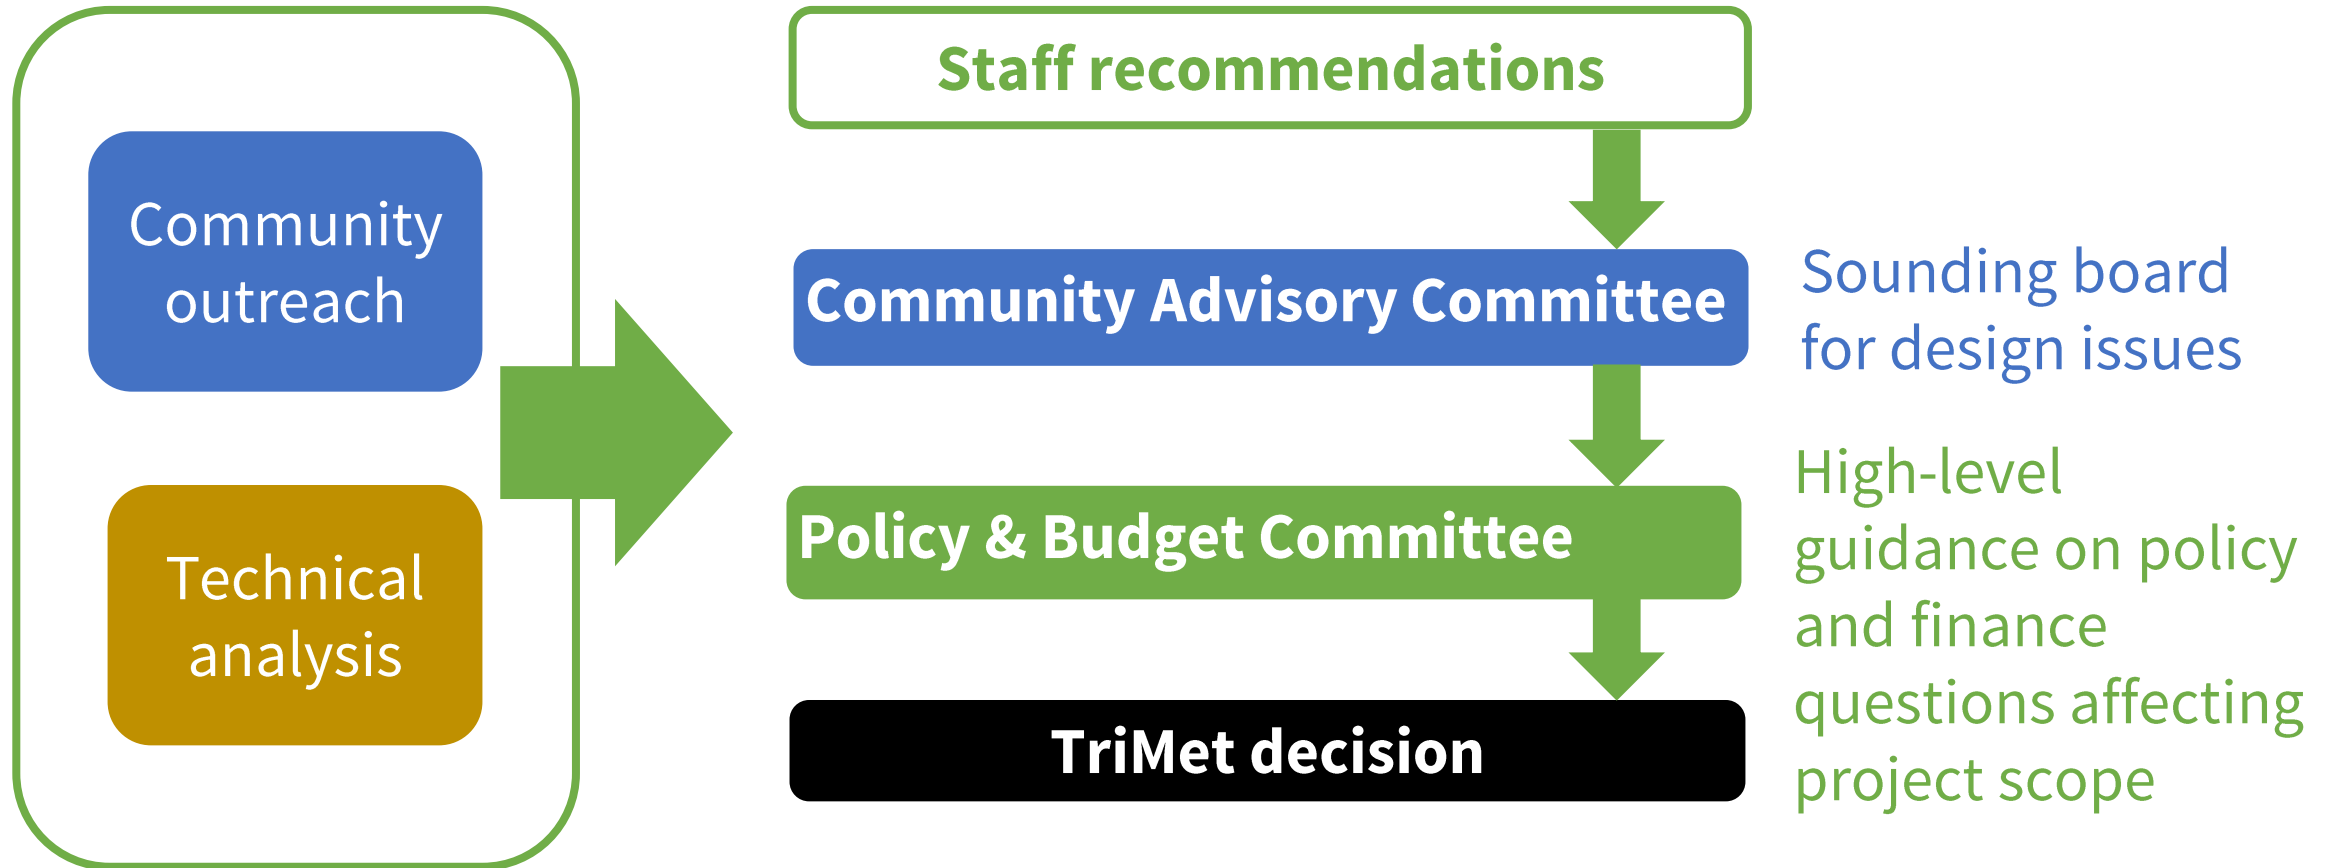 Community
outreach
Technical
analysis
Staff recommendations
Community Advisory Committee
Sounding board
for design issues
Policy & Budget Committee
High-level
guidance on policy
and finance
questions affecting
project scope
TriMet decision